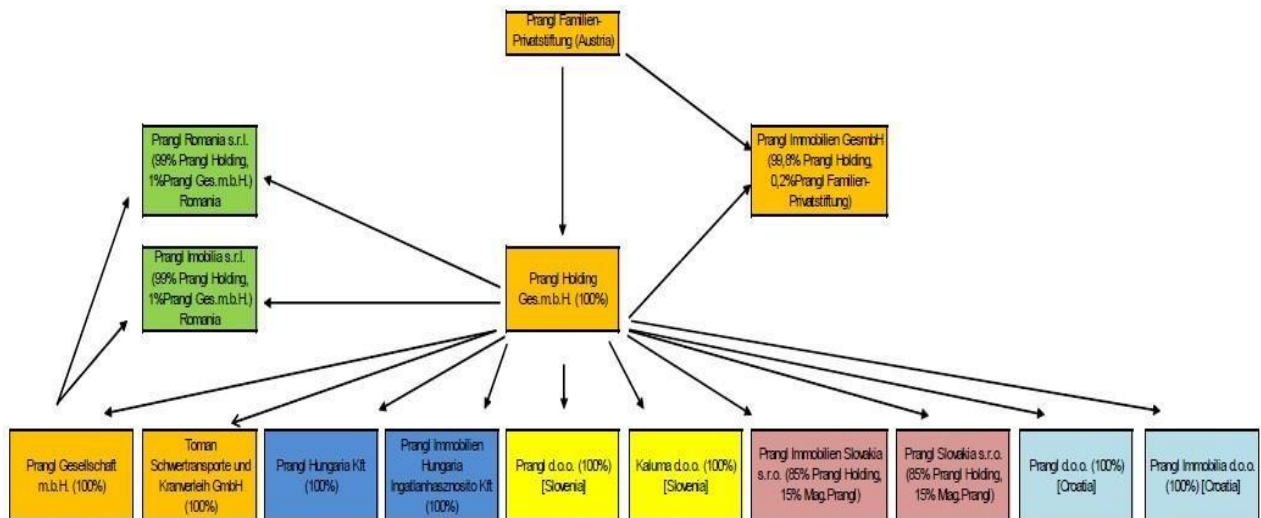 Prangl Familien-
Privatstiftung (Austria)
Prangl Romania s.r.l.
(99% Prangl Holding,
1%Prangl Ges.m.b.H.)
Romania
Prangl Immobilien GesmbH
(99,8% Prangl Holding,
0,2%Prangl Familien-
Privatstiftung)
Prangl Imobilia s.r.l.
(99% Prangl Holding,
1%Prangl Ges.m.b.H.)
Romania
Prangl Holding
Ges.m.b.H. (100%)
Prangl Gesellschaft
m.b.H. (100%)
Toman
Schwertransporte und
Kranverleih GmbH
(100%)
Prangl Hungaria Kft
(100%)
Prangl Immobilien
Hungaria
Ingatlanhasznosito Kft
(100%)
Prangl d.o.o. (100%)
[Slovenia]
Kaluma d.o.o. (100%)
[Slovenia]
Prangl Immobilien Slovakia
s.r.o. (85% Prangl Holding,
15% Mag.Prangl)
Prangl Slovakia s.r.o.
(85% Prangl Holding,
15% Mag.Prangl)
Prangl d.o.o. (100%)
[Croatia]
Prangl Immobilia d.o.o.
(100%) [Croatia]